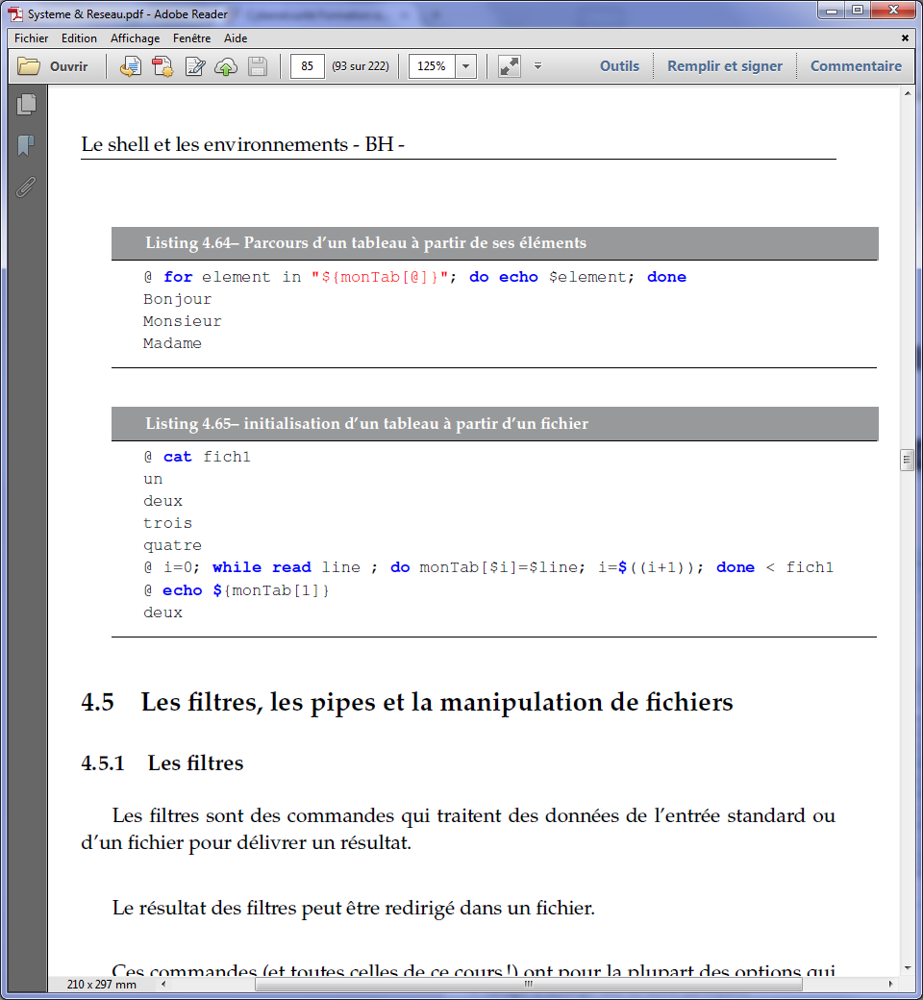 Systeme & Reseau.pdf - Adobe Reader
Fichier Edition Affichage Fenêtre Aide
Ouvrir 85 (93 sur 222) 125% Outils Remplir et signer Commentaire
Le shell et les environnements - BH -
Listing 4.64– Parcours d'un tableau à partir de ses éléments
@ for element in "${monTab[@]}"; do echo $element; done
Bonjour
Monsieur
Madame
Listing 4.65– initialisation d'un tableau à partir d'un fichier
@ cat fich1
un
deux
trois
quatre
@ i=0; while read line ; do monTab[$i]=$line; i=$((i+1)); done < fich1
@ echo ${monTab[1]}
deux
4.5 Les filtres, les pipes et la manipulation de fichiers
4.5.1 Les filtres
Les filtres sont des commandes qui traitent des données de l'entrée standard ou
d'un fichier pour délivrer un résultat.
Le résultat des filtres peut être redirigé dans un fichier.
Ces commandes (et toutes celles de ce cours !) ont pour la plupart des options qui
210 x 297 mm